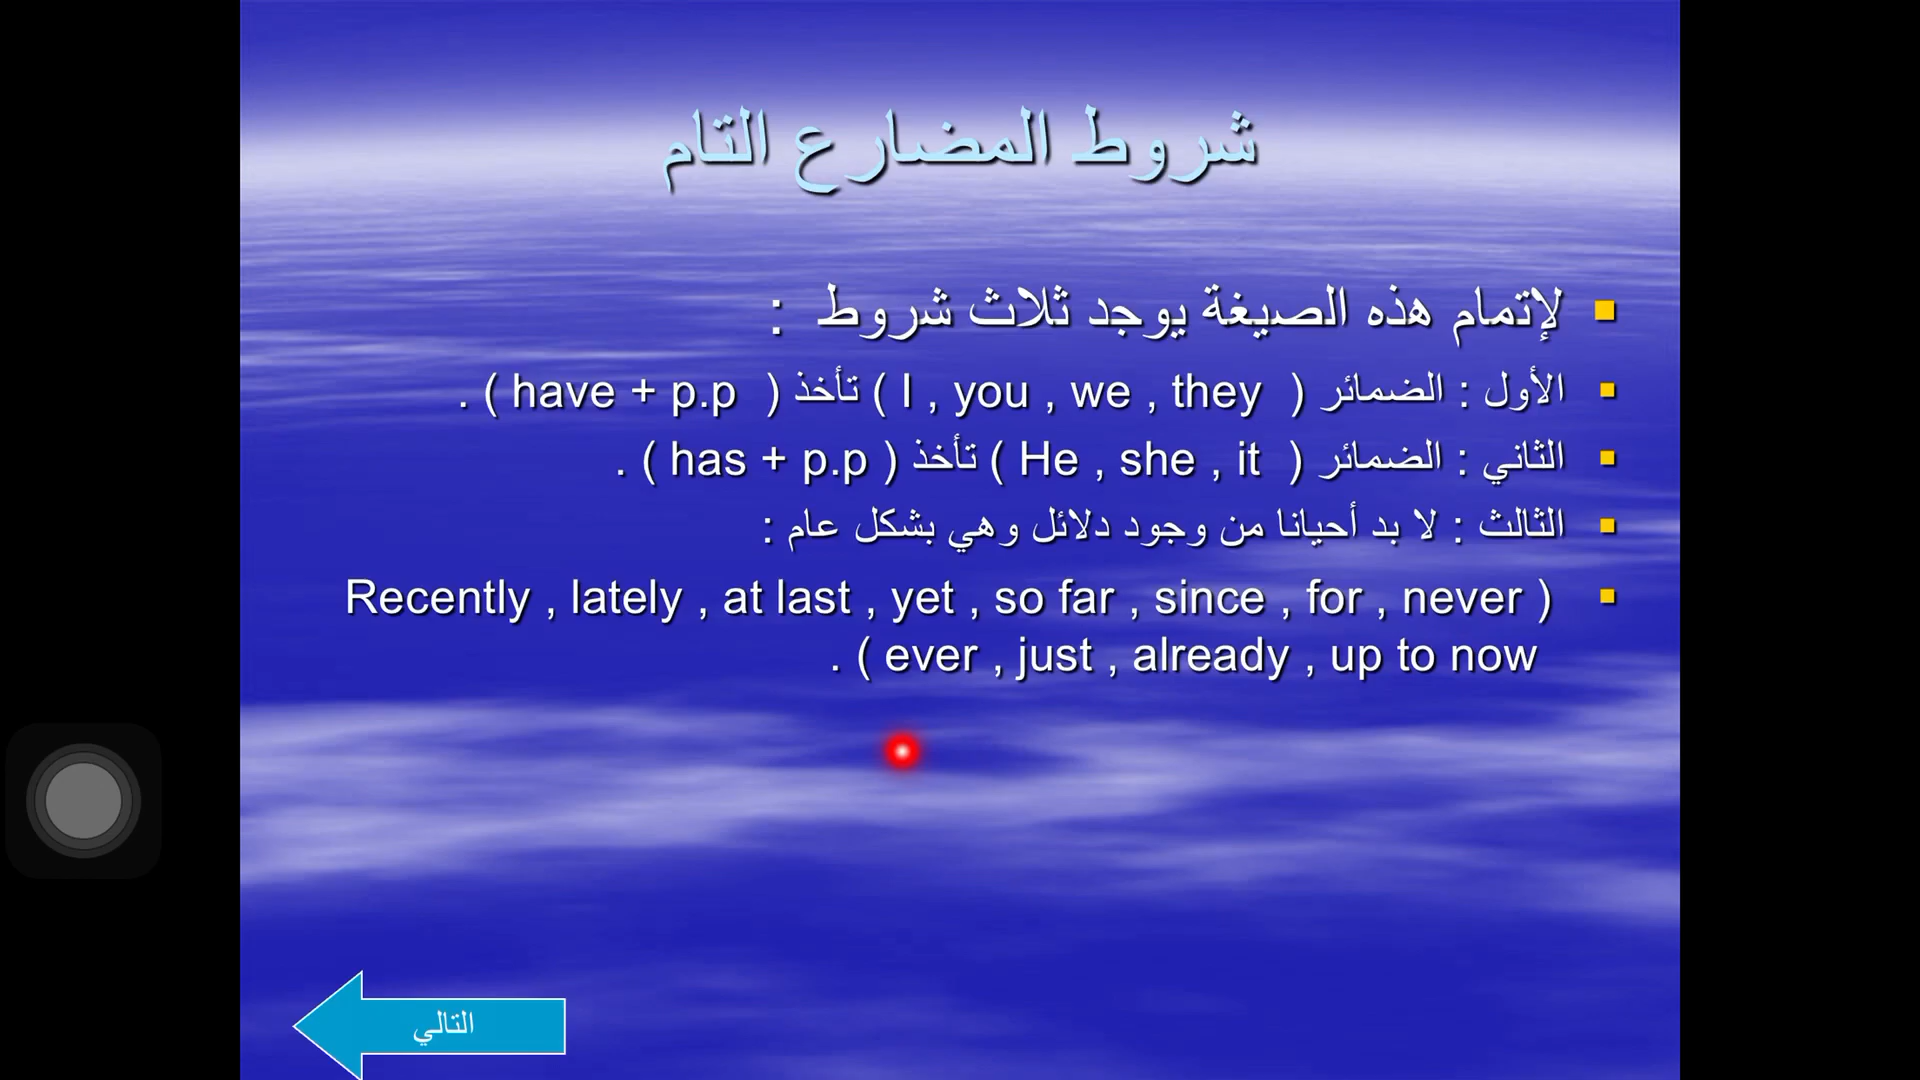 شروط المضارع التام
لإتمام هذه الصيغة يوجد ثلاث شروط :
الأول : الضمائر ( I , you , we , they ) تأخذ ( have + p.p ) .
الثاني : الضمائر ( He , she , it ) تأخذ ( has + p.p ) .
الثالث : لا بد أحيانا من وجود دلائل وهي بشكل عام :
( Recently , lately , at last , yet , so far , since , for , never
ever , just , already , up to now ) .
التالي